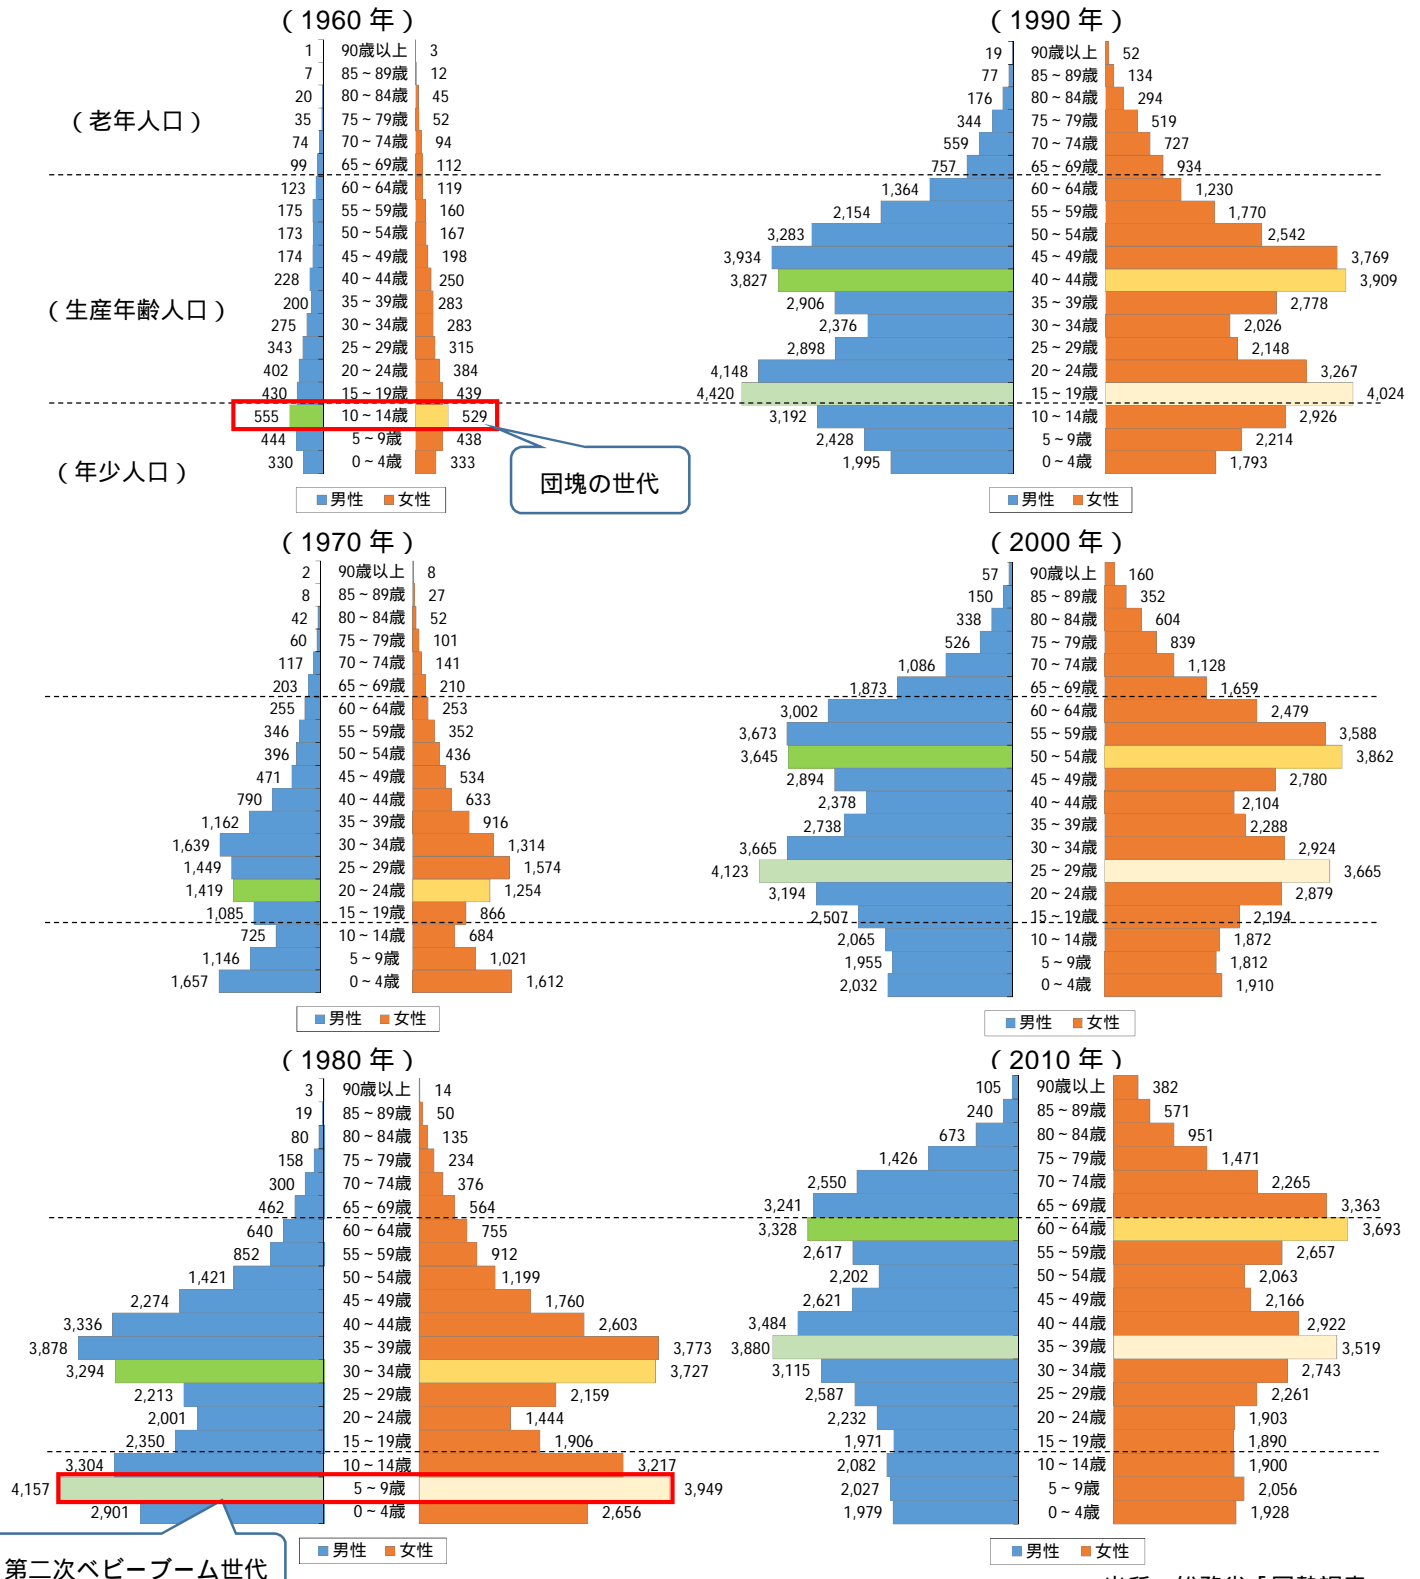 （1960 年）
1 90歳以上 3
7 85～89歳 12
20 80～84歳 45
（老年人口）
35 75～79歳 52
74 70～74歳 94
99 65～69歳 112
123 60～64歳 119
175 55～59歳 160
173 50～54歳 167
174 45～49歳 198
228 40～44歳 250
（生産年齢人口）
200 35～39歳 283
275 30～34歳 283
343 25～29歳 315
402 20～24歳 384
430 15～19歳 439
555 10～14歳 529
444 5～9歳 438
（年少人口）
330 0～4歳 333
団塊の世代
男性 女性
（1990 年）
19 90歳以上 52
77 85～89歳 134
176 80～84歳 294
344 75～79歳 519
559 70～74歳 727
757 65～69歳 934
1,364 60～64歳 1,230
2,154 55～59歳 1,770
3,283 50～54歳 2,542
3,934 45～49歳 3,769
3,827 40～44歳 3,909
2,906 35～39歳 2,778
2,376 30～34歳 2,026
2,898 25～29歳 2,148
4,148 20～24歳 3,267
4,420 15～19歳 4,024
3,192 10～14歳 2,926
2,428 5～9歳 2,214
1,995 0～4歳 1,793
男性 女性
（1970 年）
2 90歳以上 8
8 85～89歳 27
42 80～84歳 52
60 75～79歳 101
117 70～74歳 141
203 65～69歳 210
255 60～64歳 253
346 55～59歳 352
396 50～54歳 436
471 45～49歳 534
790 40～44歳 633
1,162 35～39歳 916
1,639 30～34歳 1,314
1,449 25～29歳 1,574
1,419 20～24歳 1,254
1,085 15～19歳 866
725 10～14歳 684
1,146 5～9歳 1,021
1,657 0～4歳 1,612
男性 女性
（2000 年）
57 90歳以上 160
150 85～89歳 352
338 80～84歳 604
526 75～79歳 839
1,086 70～74歳 1,128
1,873 65～69歳 1,659
3,002 60～64歳 2,479
3,673 55～59歳 3,588
3,645 50～54歳 3,862
2,894 45～49歳 2,780
2,378 40～44歳 2,104
2,738 35～39歳 2,288
3,665 30～34歳 2,924
4,123 25～29歳 3,665
3,194 20～24歳 2,879
2,507 15～19歳 2,194
2,065 10～14歳 1,872
1,955 5～9歳 1,812
2,032 0～4歳 1,910
男性 女性
（1980 年）
3 90歳以上 14
19 85～89歳 50
80 80～84歳 135
158 75～79歳 234
300 70～74歳 376
462 65～69歳 564
640 60～64歳 755
852 55～59歳 912
1,421 50～54歳 1,199
2,274 45～49歳 1,760
3,336 40～44歳 2,603
3,878 35～39歳 3,773
3,294 30～34歳 3,727
2,213 25～29歳 2,159
2,001 20～24歳 1,444
2,350 15～19歳 1,906
3,304 10～14歳 3,217
4,157 5～9歳 3,949
2,901 0～4歳 2,656
男性 女性
第二次ベビーブーム世代
（2010 年）
105 90歳以上 382
240 85～89歳 571
673 80～84歳 951
1,426 75～79歳 1,471
2,550 70～74歳 2,265
3,241 65～69歳 3,363
3,328 60～64歳 3,693
2,617 55～59歳 2,657
2,202 50～54歳 2,063
2,621 45～49歳 2,166
3,484 40～44歳 2,922
3,880 35～39歳 3,519
3,115 30～34歳 2,743
2,587 25～29歳 2,261
2,232 20～24歳 1,903
1,971 15～19歳 1,890
2,082 10～14歳 1,900
2,027 5～9歳 2,056
1,979 0～4歳 1,928
男性 女性